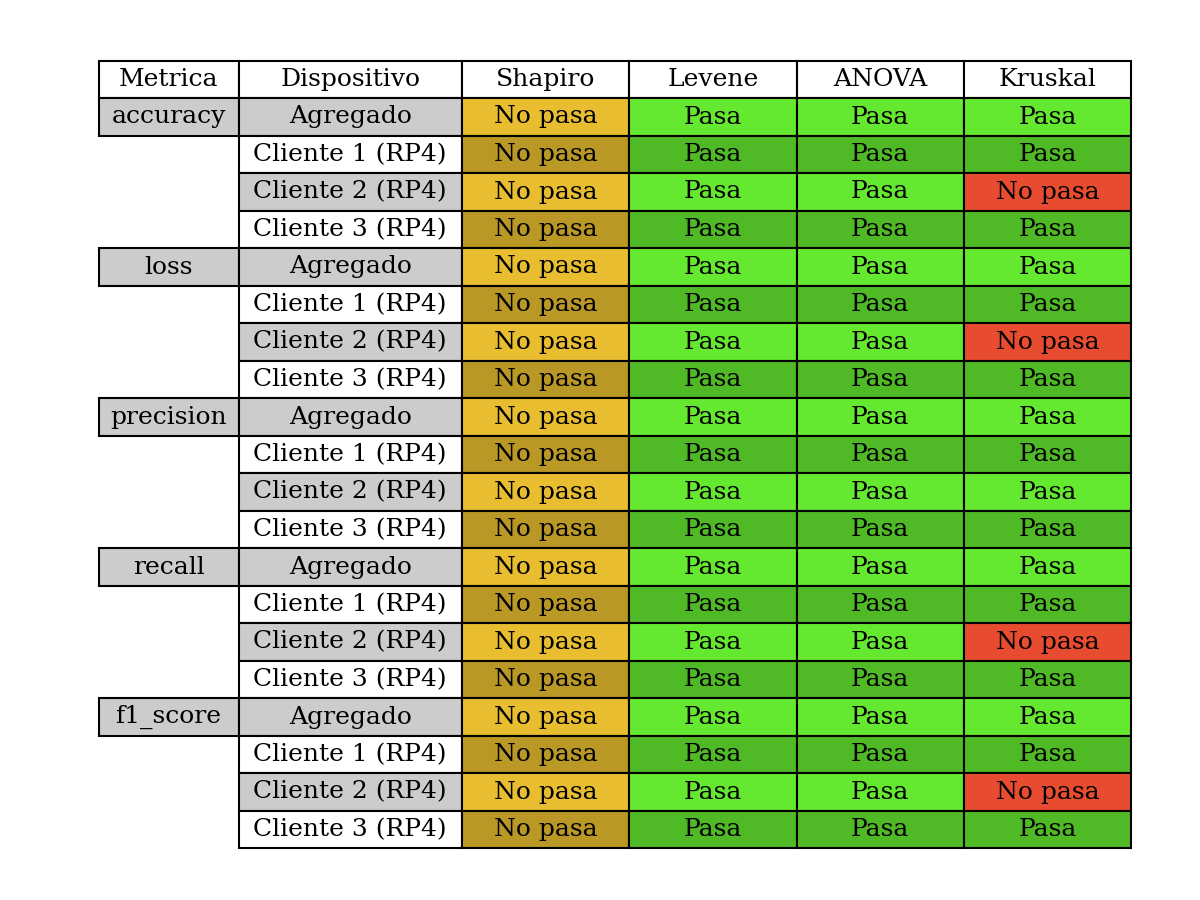 Metrica Dispositivo Shapiro Levene ANOVA Kruskal
accuracy Agregado No pasa Pasa Pasa Pasa
Cliente 1 (RP4) No pasa Pasa Pasa Pasa
Cliente 2 (RP4) No pasa Pasa Pasa No pasa
Cliente 3 (RP4) No pasa Pasa Pasa Pasa
loss Agregado No pasa Pasa Pasa Pasa
Cliente 1 (RP4) No pasa Pasa Pasa Pasa
Cliente 2 (RP4) No pasa Pasa Pasa No pasa
Cliente 3 (RP4) No pasa Pasa Pasa Pasa
precision Agregado No pasa Pasa Pasa Pasa
Cliente 1 (RP4) No pasa Pasa Pasa Pasa
Cliente 2 (RP4) No pasa Pasa Pasa Pasa
Cliente 3 (RP4) No pasa Pasa Pasa Pasa
recall Agregado No pasa Pasa Pasa Pasa
Cliente 1 (RP4) No pasa Pasa Pasa Pasa
Cliente 2 (RP4) No pasa Pasa Pasa No pasa
Cliente 3 (RP4) No pasa Pasa Pasa Pasa
f1_score Agregado No pasa Pasa Pasa Pasa
Cliente 1 (RP4) No pasa Pasa Pasa Pasa
Cliente 2 (RP4) No pasa Pasa Pasa No pasa
Cliente 3 (RP4) No pasa Pasa Pasa Pasa